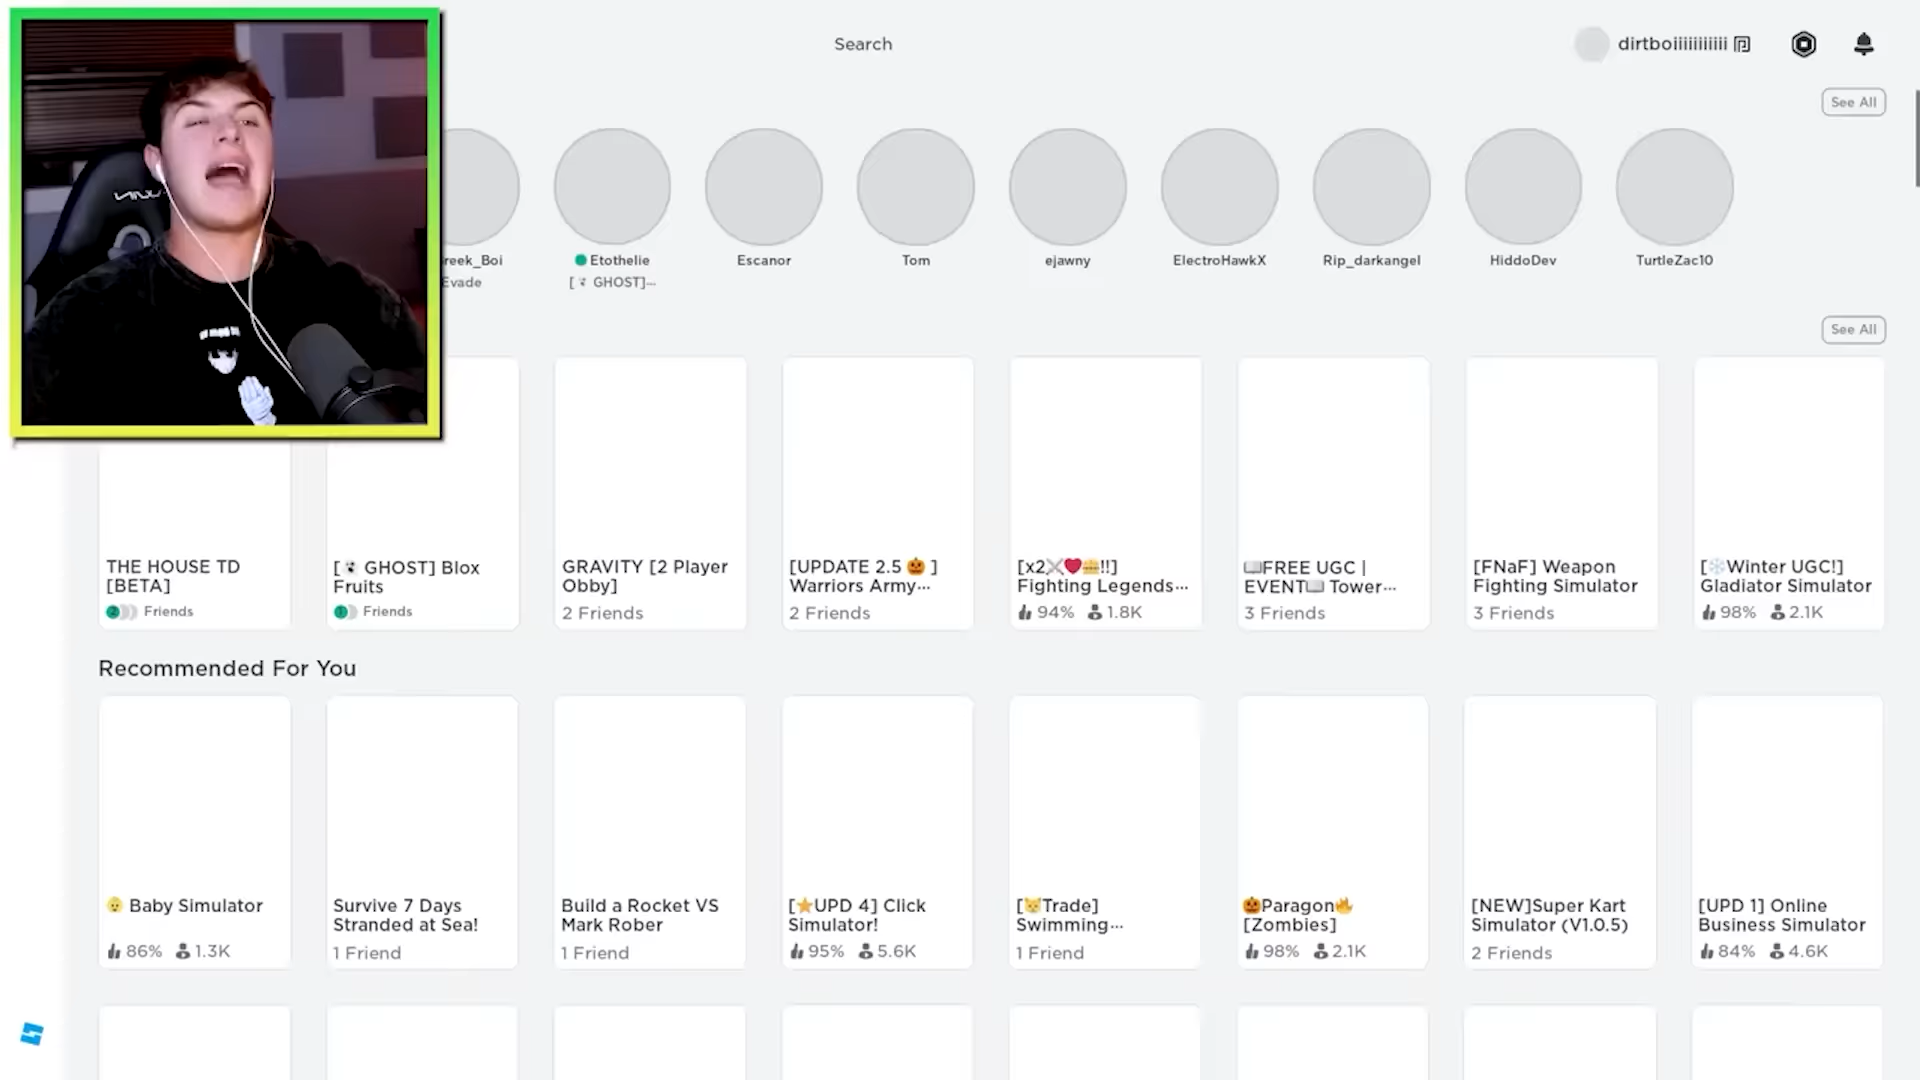 Search
dirtboiiiiiiiiiii
See All
reek_Boi
Etothelie
Escanor
Tom
ejawny
ElectroHawkX
Rip_darkangel
HiddoDev
TurtleZac10
Evade
[👻 GHOST]...
See All
THE HOUSE TD
[BETA]
2 Friends
[👻 GHOST] Blox
Fruits
1 Friends
GRAVITY [2 Player
Obby]
2 Friends
[UPDATE 2.5 🎃 ]
Warriors Army...
2 Friends
[x2⚔️❤️👑!!]
Fighting Legends...
94% 1.8K
📖FREE UGC |
EVENT📖 Tower...
3 Friends
[FNaF] Weapon
Fighting Simulator
3 Friends
[❄️Winter UGC!]
Gladiator Simulator
98% 2.1K
Recommended For You
👶 Baby Simulator
86% 1.3K
Survive 7 Days
Stranded at Sea!
1 Friend
Build a Rocket VS
Mark Rober
1 Friend
[⭐UPD 4] Click
Simulator!
95% 5.6K
[😺Trade]
Swimming...
1 Friend
🎃Paragon🔥
[Zombies]
98% 2.1K
[NEW]Super Kart
Simulator (V1.0.5)
2 Friends
[UPD 1] Online
Business Simulator
84% 4.6K